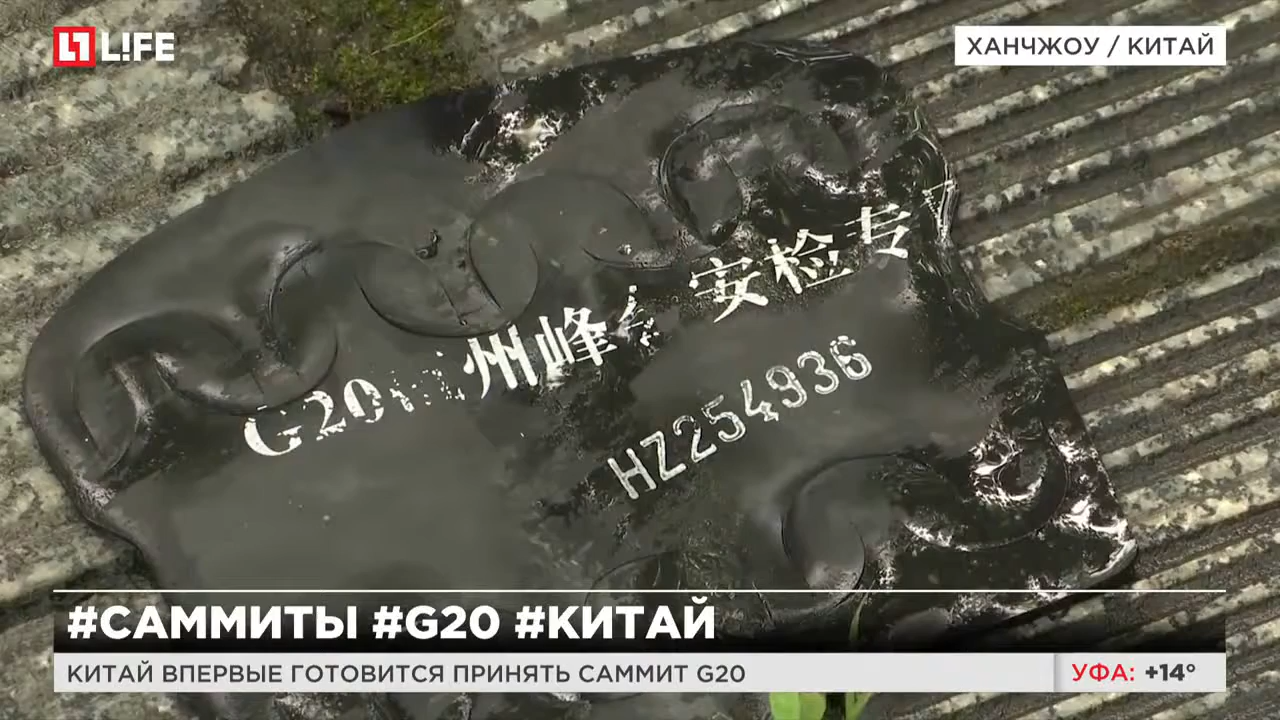 L!FE
ХАНЧЖОУ / КИТАЙ
G20 州峰 安检专
HZ254936
#САММИТЫ #G20 #КИТАЙ
КИТАЙ ВПЕРВЫЕ ГОТОВИТСЯ ПРИНЯТЬ САММИТ G20
УФА: +14°